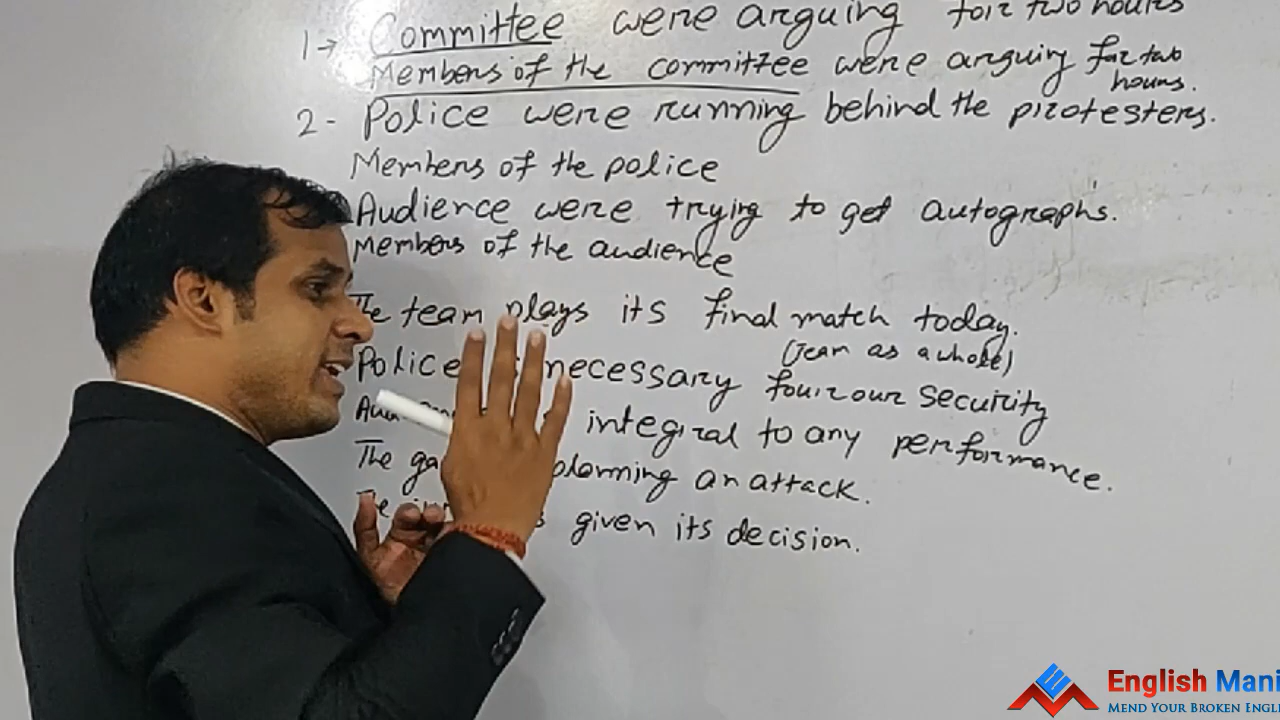 1→ Committee were arguing for two hours
Members of the committee were arguing for two
hours.
2- Police were running behind the protesters.
Members of the police
Audience were trying to get autographs.
Members of the audience
The team plays its final match today.
(Team as a whole)
Police necessary four our security
integral to any performance.
The planning an attack.
The given its decision.
English Mani
MEND YOUR BROKEN ENGL